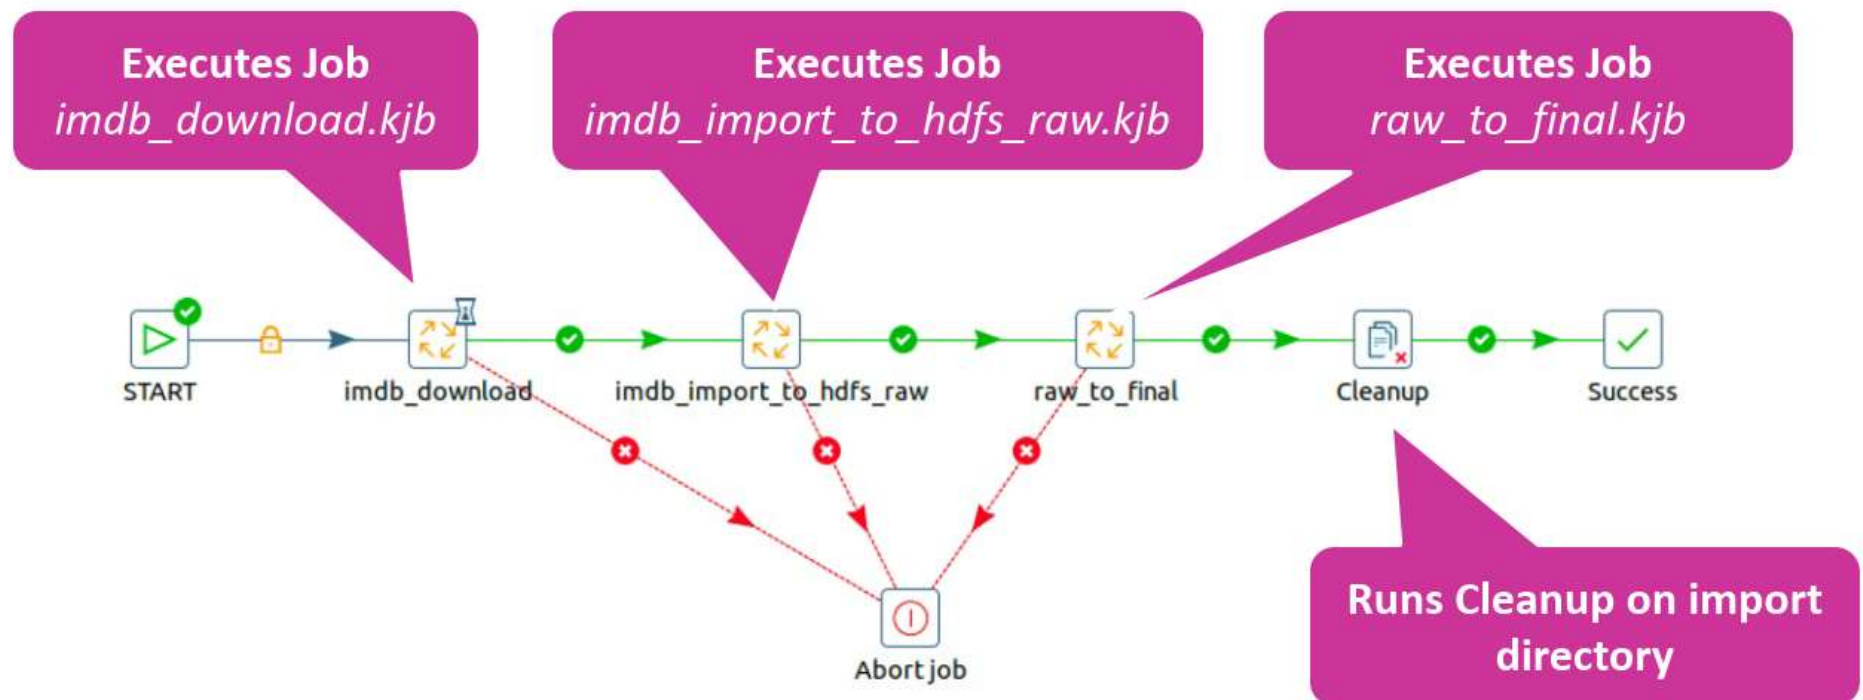 Executes Job
imdb_download.kjb
Executes Job
imdb_import_to_hdfs_raw.kjb
Executes Job
raw_to_final.kjb
START
imdb_download
imdb_import_to_hdfs_raw
raw_to_final
Cleanup
Success
Abort job
Runs Cleanup on import
directory